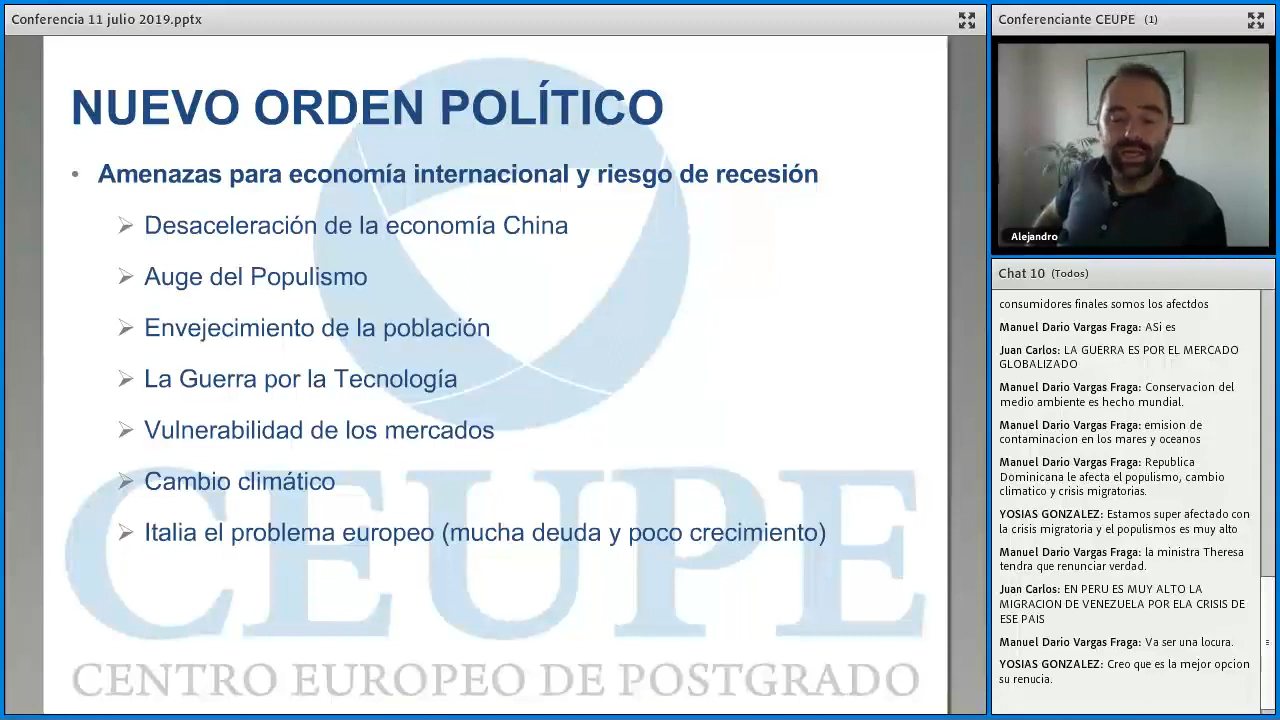 Conferencia 11 julio 2019.pptx
NUEVO ORDEN POLÍTICO
• Amenazas para economía internacional y riesgo de recesión
➢ Desaceleración de la economía China
➢ Auge del Populismo
➢ Envejecimiento de la población
➢ La Guerra por la Tecnología
➢ Vulnerabilidad de los mercados
➢ Cambio climático
➢ Italia el problema europeo (mucha deuda y poco crecimiento)
CEUPE
CENTRO EUROPEO DE POSTGRADO
Conferenciante CEUPE (1)
Alejandro
Chat 10 (Todos)
consumidores finales somos los afectdos
Manuel Dario Vargas Fraga: ASi es
Juan Carlos: LA GUERRA ES POR EL MERCADO
GLOBALIZADO
Manuel Dario Vargas Fraga: Conservacion del
medio ambiente es hecho mundial.
Manuel Dario Vargas Fraga: emision de
contaminacion en los mares y oceanos
Manuel Dario Vargas Fraga: Republica
Dominicana le afecta el populismo, cambio
climatico y crisis migratorias.
YOSIAS GONZALEZ: Estamos super afectado con
la crisis migratoria y el populismos es muy alto
Manuel Dario Vargas Fraga: la ministra Theresa
tendra que renunciar verdad.
Juan Carlos: EN PERU ES MUY ALTO LA
MIGRACION DE VENEZUELA POR ELA CRISIS DE
ESE PAIS
Manuel Dario Vargas Fraga: Va ser una locura.
YOSIAS GONZALEZ: Creo que es la mejor opcion
su renucia.